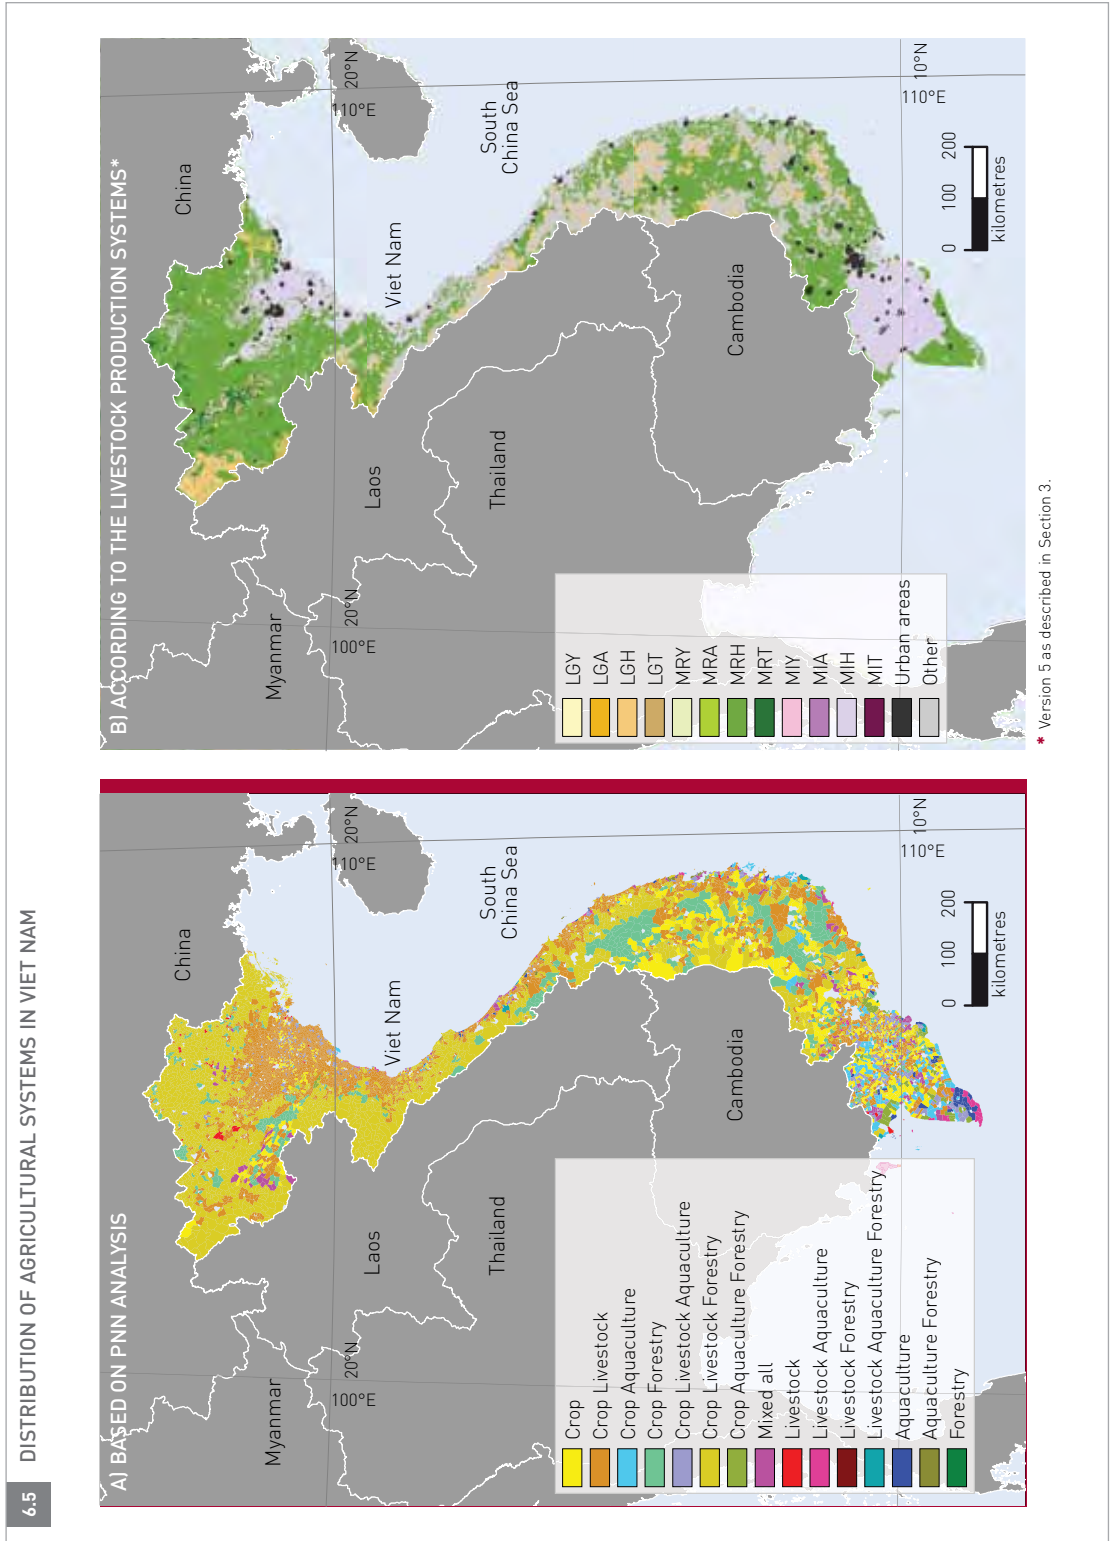 6.5 DISTRIBUTION OF AGRICULTURAL SYSTEMS IN VIET NAM
A) BASED ON PNN ANALYSIS
China
Myanmar
20°N
100°E
20°N
110°E
Laos
Viet Nam
Thailand
South
China Sea
Cambodia
10°N
110°E
0 100 200
kilometres
Crop
Crop Livestock
Crop Aquaculture
Crop Forestry
Crop Livestock Aquaculture
Crop Livestock Forestry
Crop Aquaculture Forestry
Mixed all
Livestock
Livestock Aquaculture
Livestock Forestry
Livestock Aquaculture Forestry
Aquaculture
Aquaculture Forestry
Forestry
B) ACCORDING TO THE LIVESTOCK PRODUCTION SYSTEMS*
China
Myanmar
20°N
100°E
20°N
110°E
Laos
Viet Nam
Thailand
South
China Sea
Cambodia
10°N
110°E
0 100 200
kilometres
LGY
LGA
LGH
LGT
MRY
MRA
MRH
MRT
MIY
MIA
MIH
MIT
Urban areas
Other
* Version 5 as described in Section 3.